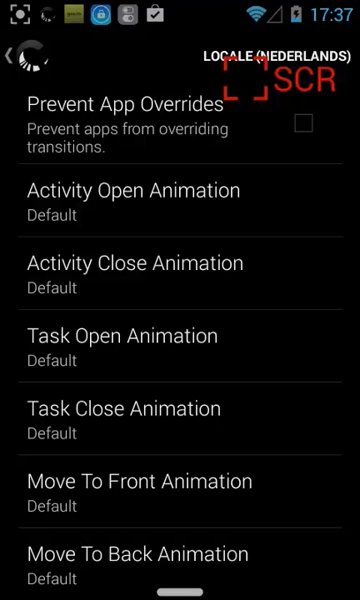 17:37
LOCALE (NEDERLANDS)
SCR
Prevent App Overrides
Prevent apps from overriding
transitions.
Activity Open Animation
Default
Activity Close Animation
Default
Task Open Animation
Default
Task Close Animation
Default
Move To Front Animation
Default
Move To Back Animation
Default